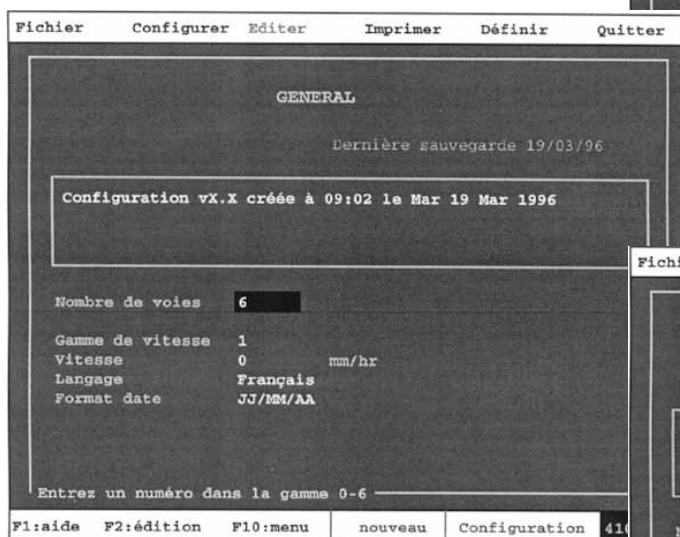 Fichier Configurer Editer Imprimer Définir Quitter
GENERAL
Dernière sauvegarde 19/03/96
Configuration vX.X créée à 09:02 le Mar 19 Mar 1996
Nombre de voies 6
Gamme de vitesse 1
Vitesse 0 mm/hr
Langage Français
Format date JJ/MM/AA
Entrez un numéro dans la gamme 0-6
F1:aide F2:édition F10:menu nouveau Configuration 410
Fichi